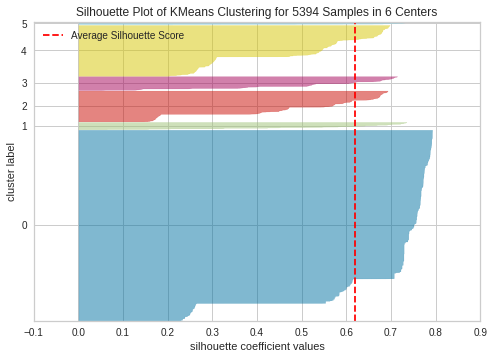 Silhouette Plot of KMeans Clustering for 5394 Samples in 6 Centers
Average Silhouette Score
5
4
3
2
1
0
cluster label
-0.1 0.0 0.1 0.2 0.3 0.4 0.5 0.6 0.7 0.8 0.9
silhouette coefficient values